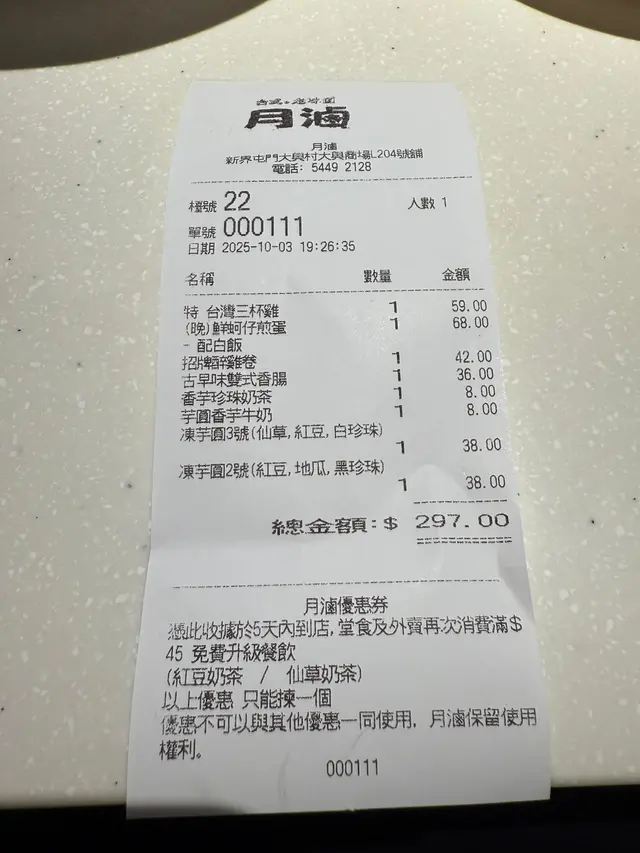 月滷
月滷
新界屯門大興村大興商場L204號舖
電話: 5449 2128
檯號 22 人數 1
單號 000111
日期 2025-10-03 19:26:35
名稱 數量 金額
特 台灣三杯雞 1 59.00
(晚)鮮蚵仔煎蛋 1 68.00
- 配白飯
招牌醉雞卷 1 42.00
古早味雙式香腸 1 36.00
香芋珍珠奶茶 1 8.00
芋圓香芋牛奶 1 8.00
凍芋圓3號(仙草,紅豆,白珍珠)
1 38.00
凍芋圓2號(紅豆,地瓜,黑珍珠)
1 38.00
總金額:$ 297.00
月滷優惠券
憑此收據於5天內到店,堂食及外賣再次消費滿$
45 免費升級餐飲
(紅豆奶茶 / 仙草奶茶)
以上優惠 只能揀一個
優惠不可以與其他優惠一同使用, 月滷保留使用
權利。
000111